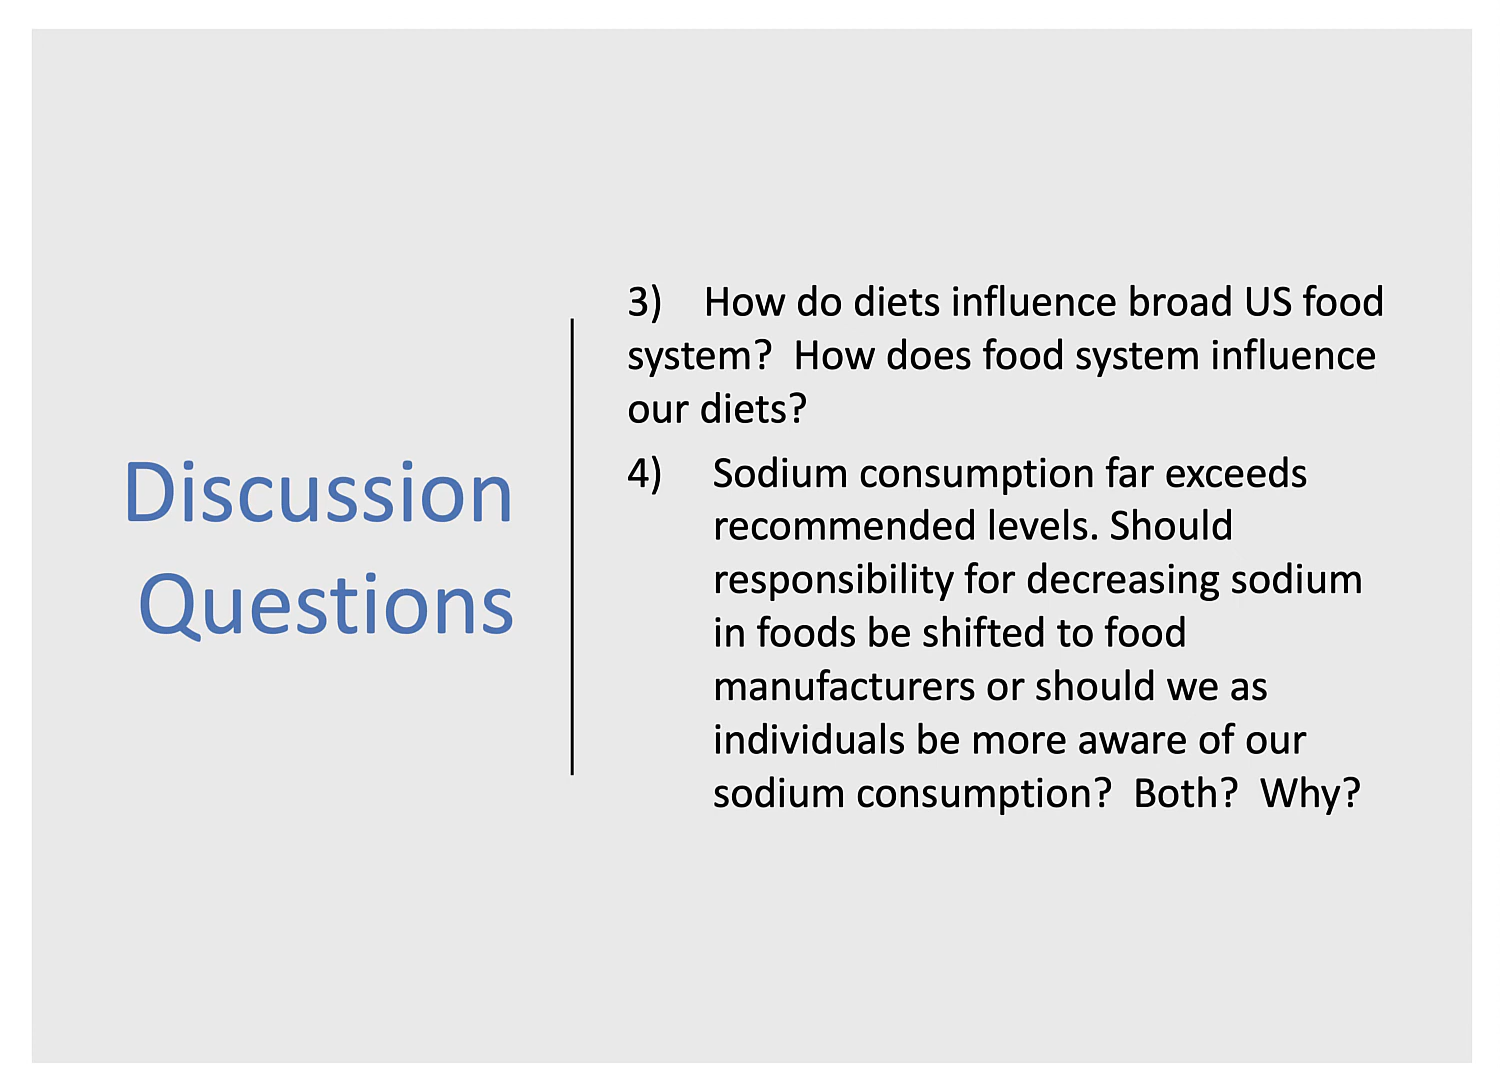 Discussion
Questions
3) How do diets influence broad US food
system? How does food system influence
our diets?
4) Sodium consumption far exceeds
recommended levels. Should
responsibility for decreasing sodium
in foods be shifted to food
manufacturers or should we as
individuals be more aware of our
sodium consumption? Both? Why?